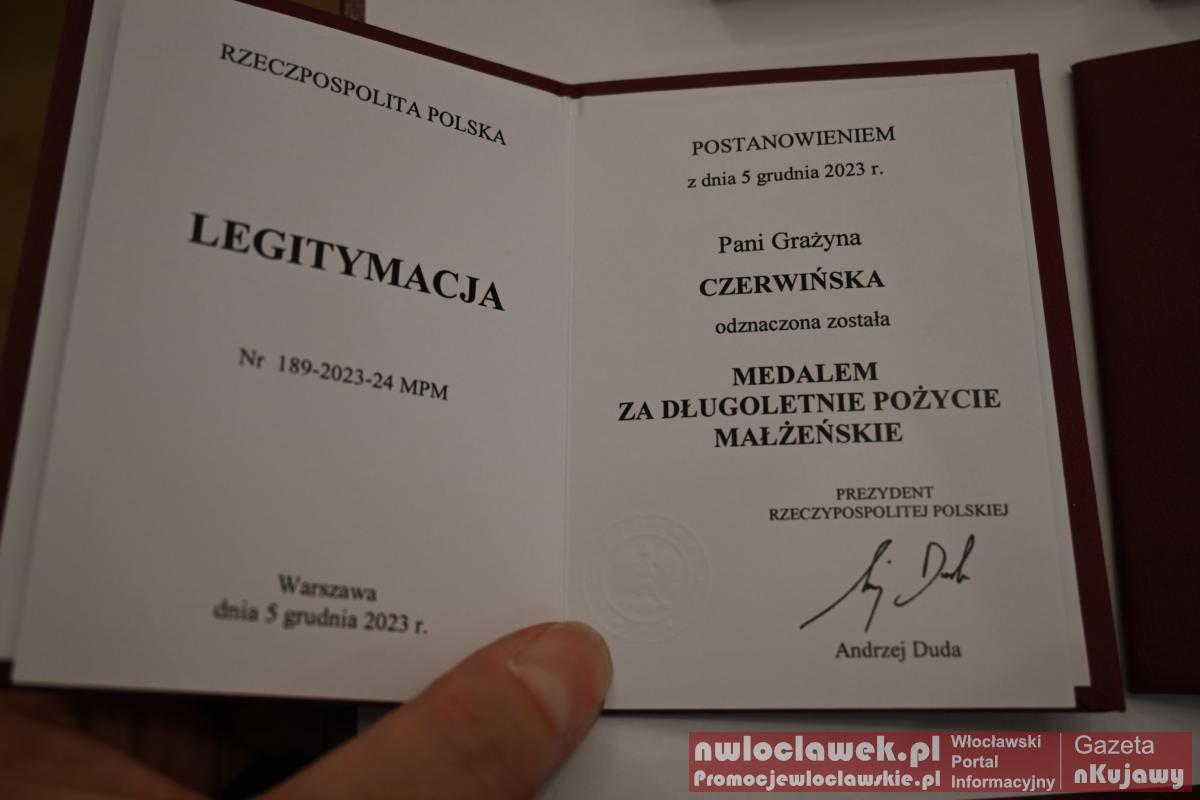 RZECZPOSPOLITA POLSKA
LEGITYMACJA
Nr 189-2023-24 MPM
Warszawa
dnia 5 grudnia 2023 r.
POSTANOWIENIEM
z dnia 5 grudnia 2023 r.
Pani Grażyna
CZERWIŃSKA
odznaczona została
MEDALEM
ZA DŁUGOLETNIE POŻYCIE
MAŁŻEŃSKIE
PREZYDENT
RZECZYPOSPOLITEJ POLSKIEJ
Andrzej Duda
nwloclawek.pl
Promocjewloclawskie.pl
Włocławski
Portal
Informacyjny
Gazeta
nKujawy